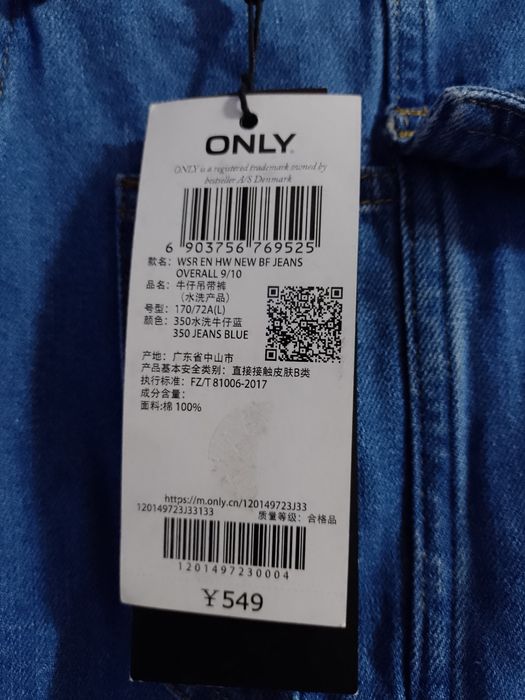 ONLY
ONLY is a registered trademark owned by
bestseller A/S Denmark
6 903756 769525
款名: WSR EN HW NEW BF JEANS
OVERALL 9/10
品名: 牛仔吊带裤
（水洗产品）
号型: 170/72A(L)
颜色: 350水洗牛仔蓝
350 JEANS BLUE
产地: 广东省中山市
产品基本安全类别: 直接接触皮肤B类
执行标准: FZ/T 81006-2017
成分含量:
面料:棉 100%
https://m.only.cn/120149723J33
120149723J33133
质量等级: 合格品
1201497230004
￥549